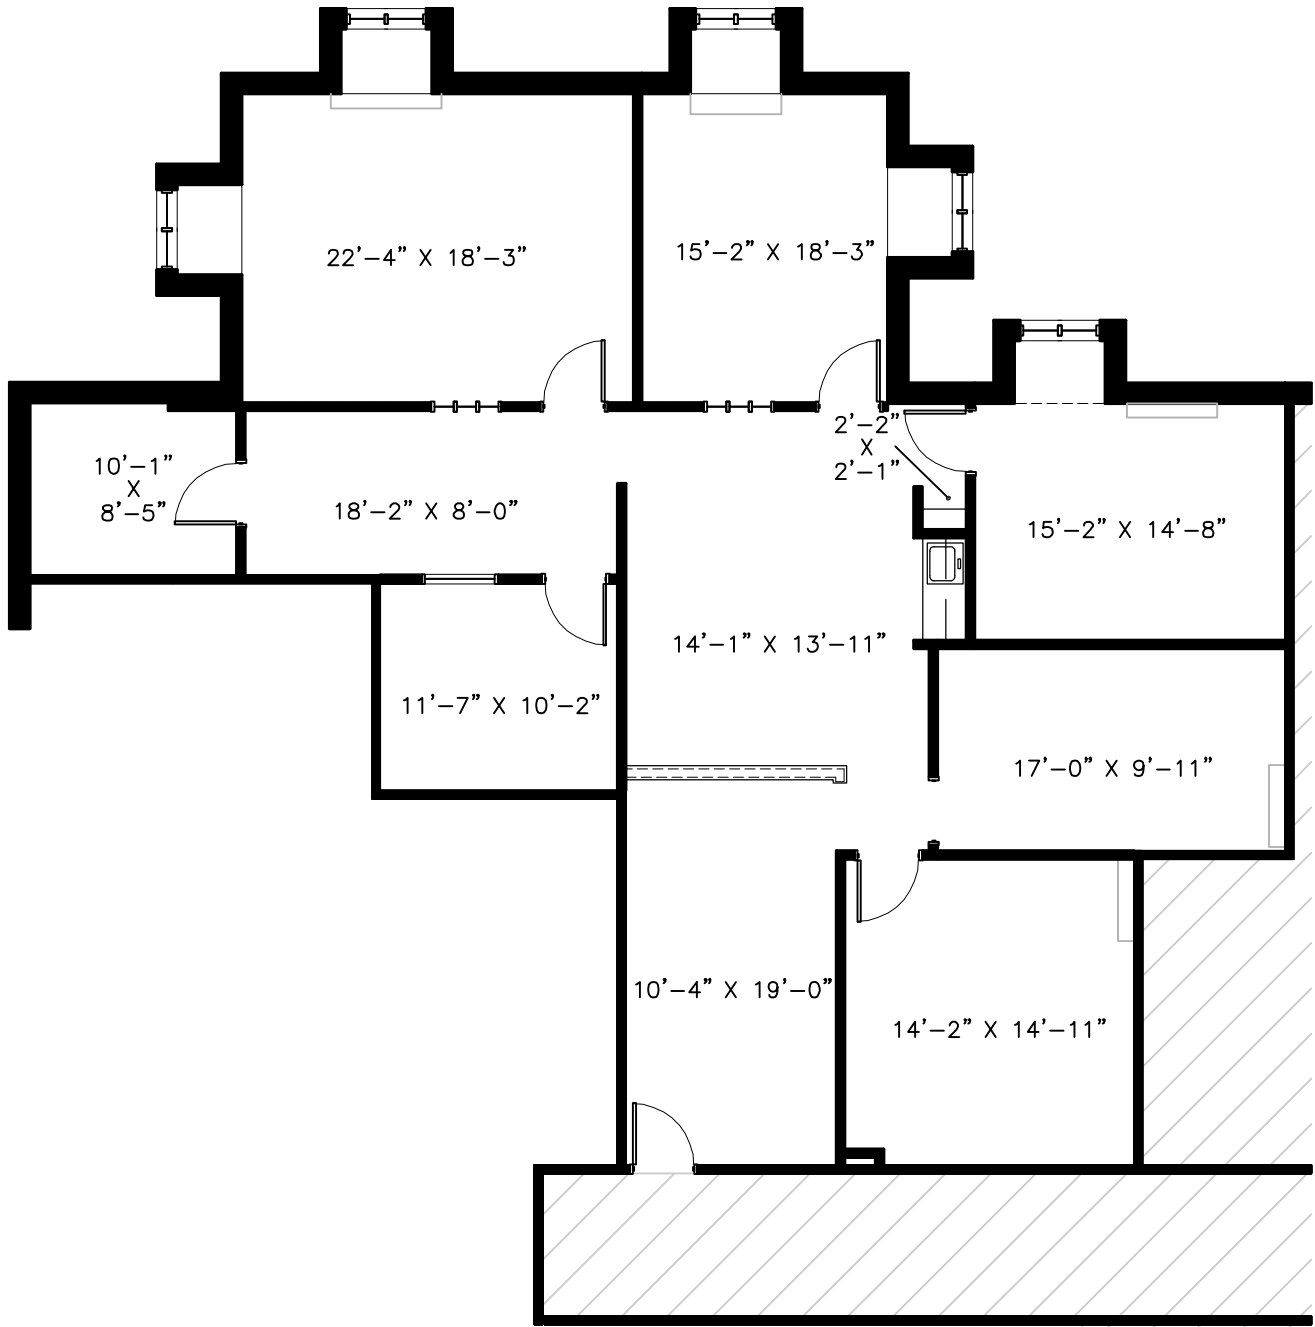 22'-4" X 18'-3"
15'-2" X 18'-3"
2'-2"
X
2'-1"
10'-1"
X
8'-5"
18'-2" X 8'-0"
15'-2" X 14'-8"
14'-1" X 13'-11"
11'-7" X 10'-2"
17'-0" X 9'-11"
10'-4" X 19'-0"
14'-2" X 14'-11"